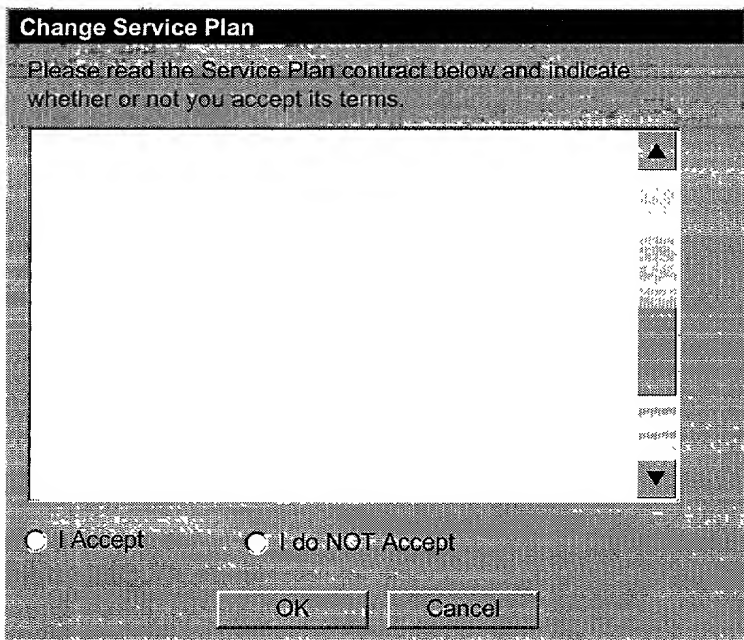 Change Service Plan
Please read the Service Plan contract below and indicate
whether or not you accept its terms.
I Accept
I do NOT Accept
OK
Cancel